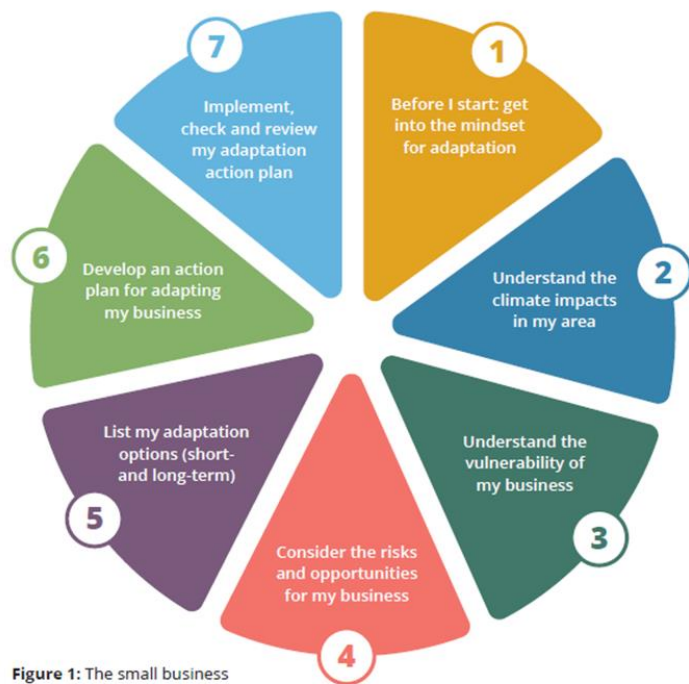 1
Before I start: get
into the mindset
for adaptation
2
Understand the
climate impacts
in my area
3
Understand the
vulnerability of
my business
4
Consider the risks
and opportunities
for my business
5
List my adaptation
options (short-
and long-term)
6
Develop an action
plan for adapting
my business
7
Implement,
check and review
my adaptation
action plan
Figure 1: The small business